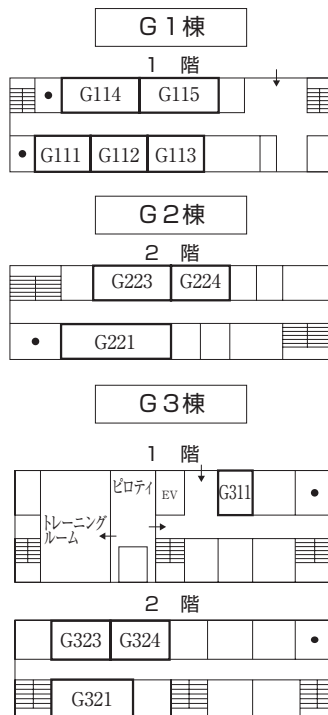 G1棟
1 階
G114 G115
G111 G112 G113
G2棟
2 階
G223 G224
G221
G3棟
1 階
ピロティ EV G311
トレーニング
ルーム
2 階
G323 G324
G321